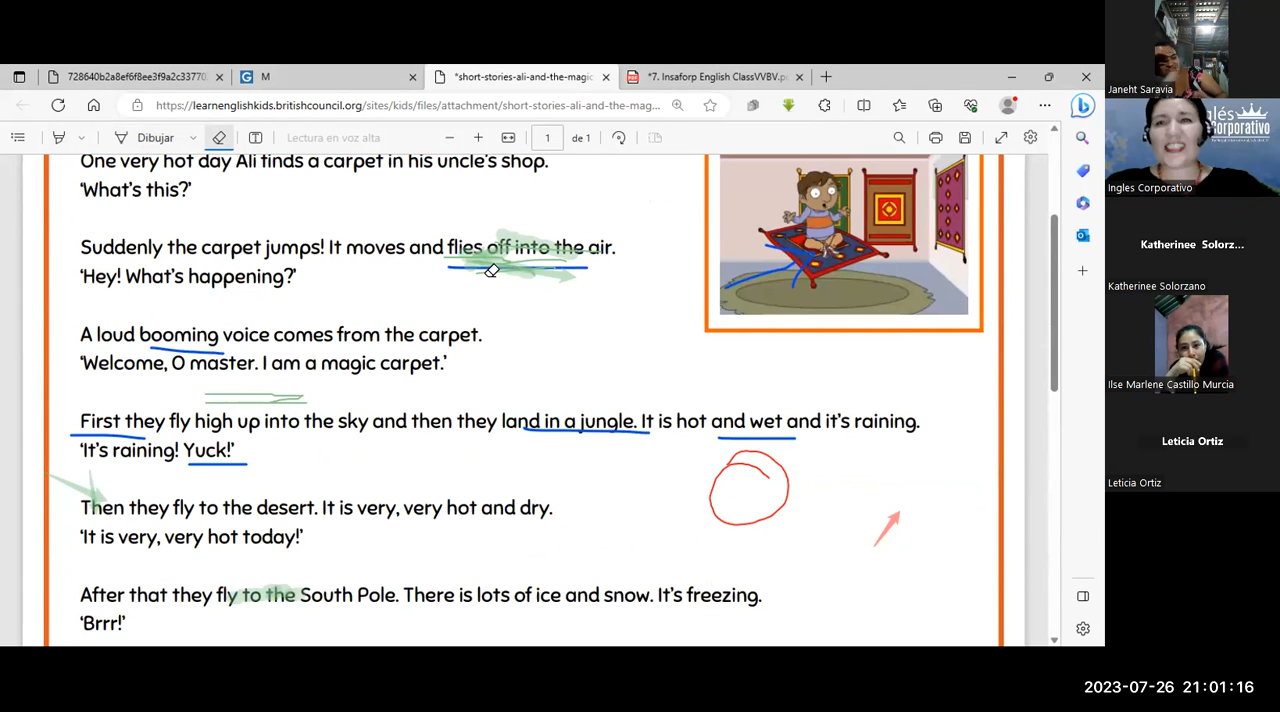 728640b2a8ef6f8ee3f9a2c33770.
M
*short-stories-ali-and-the-magic
*7. Insaforp English ClassVVBV.p
https://learnenglishkids.britishcouncil.org/sites/kids/files/attachment/short-stories-ali-and-the-mag...
Dibujar
Lectura en voz alta
1
de 1
One very hot day Ali finds a carpet in his uncle's shop.
'What's this?'
Suddenly the carpet jumps! It moves and flies off into the air.
'Hey! What's happening?'
A loud booming voice comes from the carpet.
'Welcome, O master. I am a magic carpet.'
First they fly high up into the sky and then they land in a jungle. It is hot and wet and it's raining.
'It's raining! Yuck!'
Then they fly to the desert. It is very, very hot and dry.
'It is very, very hot today!'
After that they fly to the South Pole. There is lots of ice and snow. It's freezing.
'Brrr!'
Janeht Saravia
glés
orporativo
Ingles Corporativo
Katherinee Solorz...
Katherinee Solorzano
Ilse Marlene Castillo Murcia
Leticia Ortiz
Leticia Ortiz
2023-07-26 21:01:16